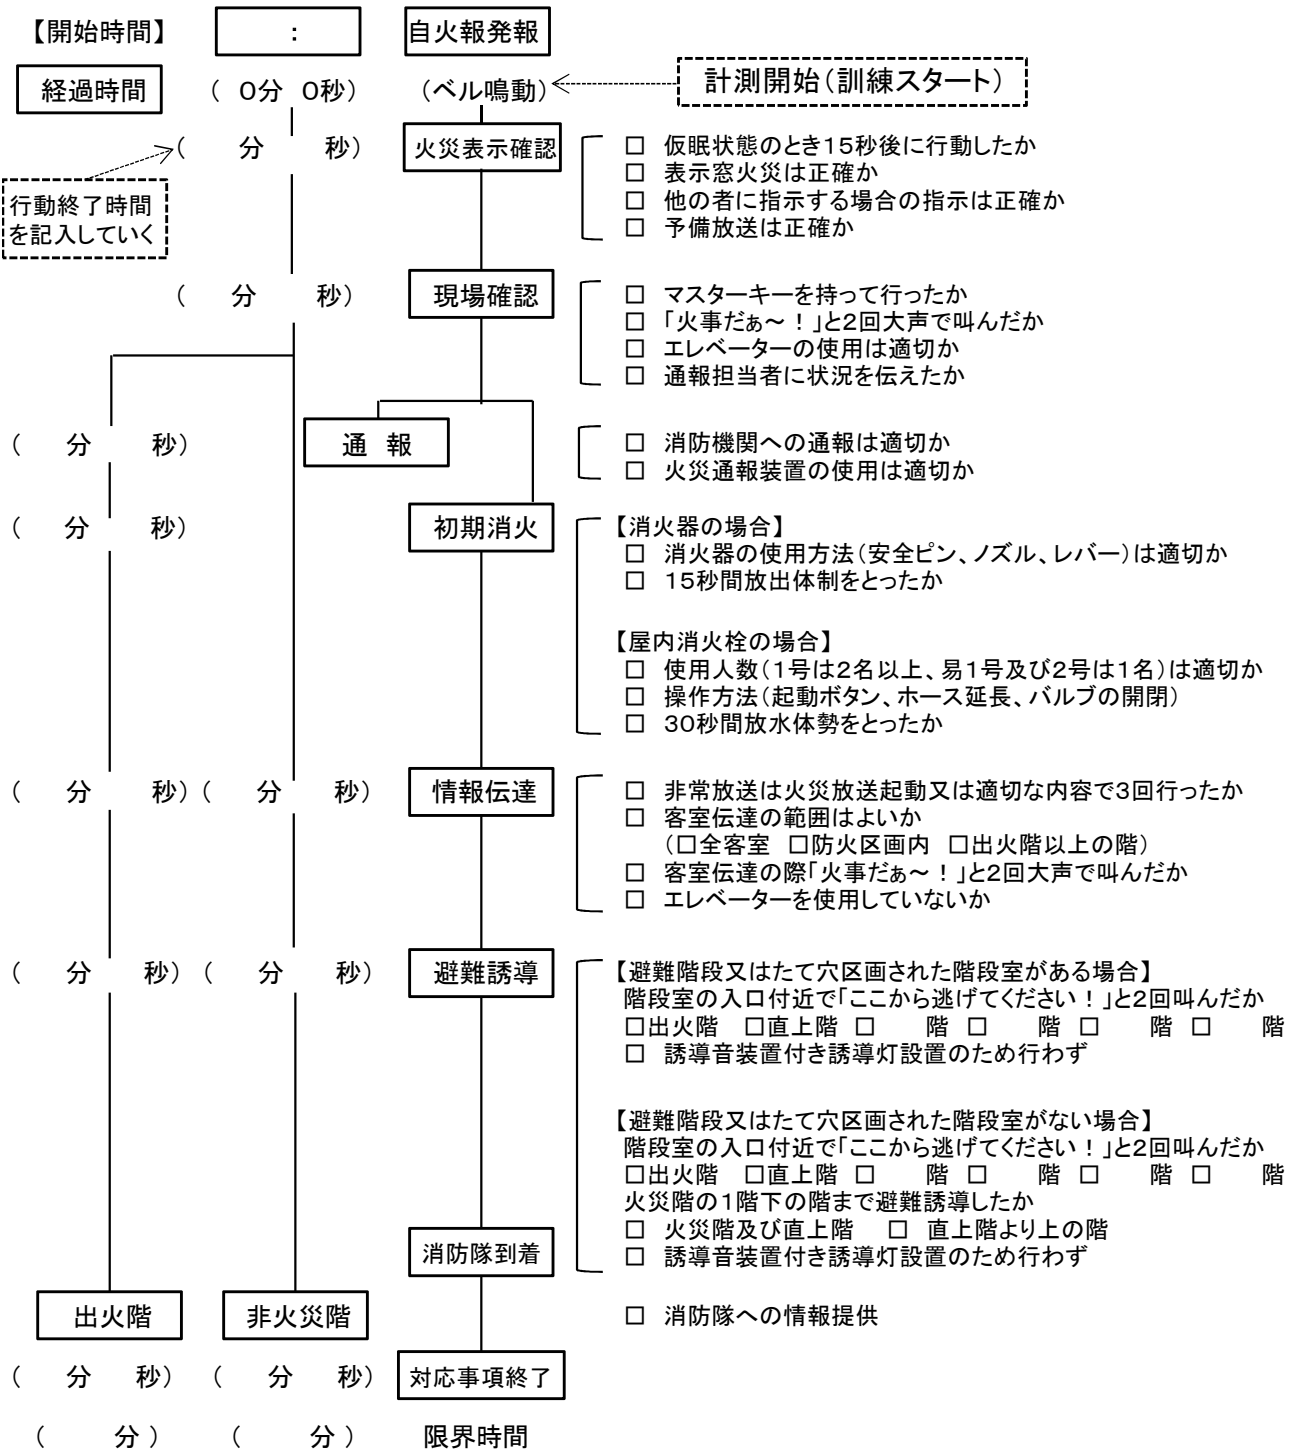 【開始時間】 : 自火報発報
経過時間 ( 0分 0秒) (ベル鳴動) 計測開始(訓練スタート)
( 分 秒) 火災表示確認
□ 仮眠状態のとき15秒後に行動したか
□ 表示窓火災は正確か
□ 他の者に指示する場合の指示は正確か
□ 予備放送は正確か
行動終了時間
を記入していく
( 分 秒) 現場確認
□ マスターキーを持って行ったか
□ 「火事だぁ~!」と2回大声で叫んだか
□ エレベーターの使用は適切か
□ 通報担当者に状況を伝えたか
( 分 秒) 通 報
□ 消防機関への通報は適切か
□ 火災通報装置の使用は適切か
( 分 秒) 初期消火
【消火器の場合】
□ 消火器の使用方法(安全ピン、ノズル、レバー)は適切か
□ 15秒間放出体制をとったか
【屋内消火栓の場合】
□ 使用人数(1号は2名以上、易1号及び2号は1名)は適切か
□ 操作方法(起動ボタン、ホース延長、バルブの開閉)
□ 30秒間放水体勢をとったか
( 分 秒) ( 分 秒) 情報伝達
□ 非常放送は火災放送起動又は適切な内容で3回行ったか
□ 客室伝達の範囲はよいか
(□全客室 □防火区画内 □出火階以上の階)
□ 客室伝達の際「火事だぁ~!」と2回大声で叫んだか
□ エレベーターを使用していないか
( 分 秒) ( 分 秒) 避難誘導
【避難階段又はたて穴区画された階段室がある場合】
階段室の入口付近で「ここから逃げてください!」と2回叫んだか
□出火階 □直上階 □ 階 □ 階 □ 階 □ 階
□ 誘導音装置付き誘導灯設置のため行わず
【避難階段又はたて穴区画された階段室がない場合】
階段室の入口付近で「ここから逃げてください!」と2回叫んだか
□出火階 □直上階 □ 階 □ 階 □ 階 □ 階
火災階の1階下の階まで避難誘導したか
□ 火災階及び直上階 □ 直上階より上の階
□ 誘導音装置付き誘導灯設置のため行わず
消防隊到着
出火階 非火災階
□ 消防隊への情報提供
( 分 秒) ( 分 秒) 対応事項終了
( 分) ( 分) 限界時間